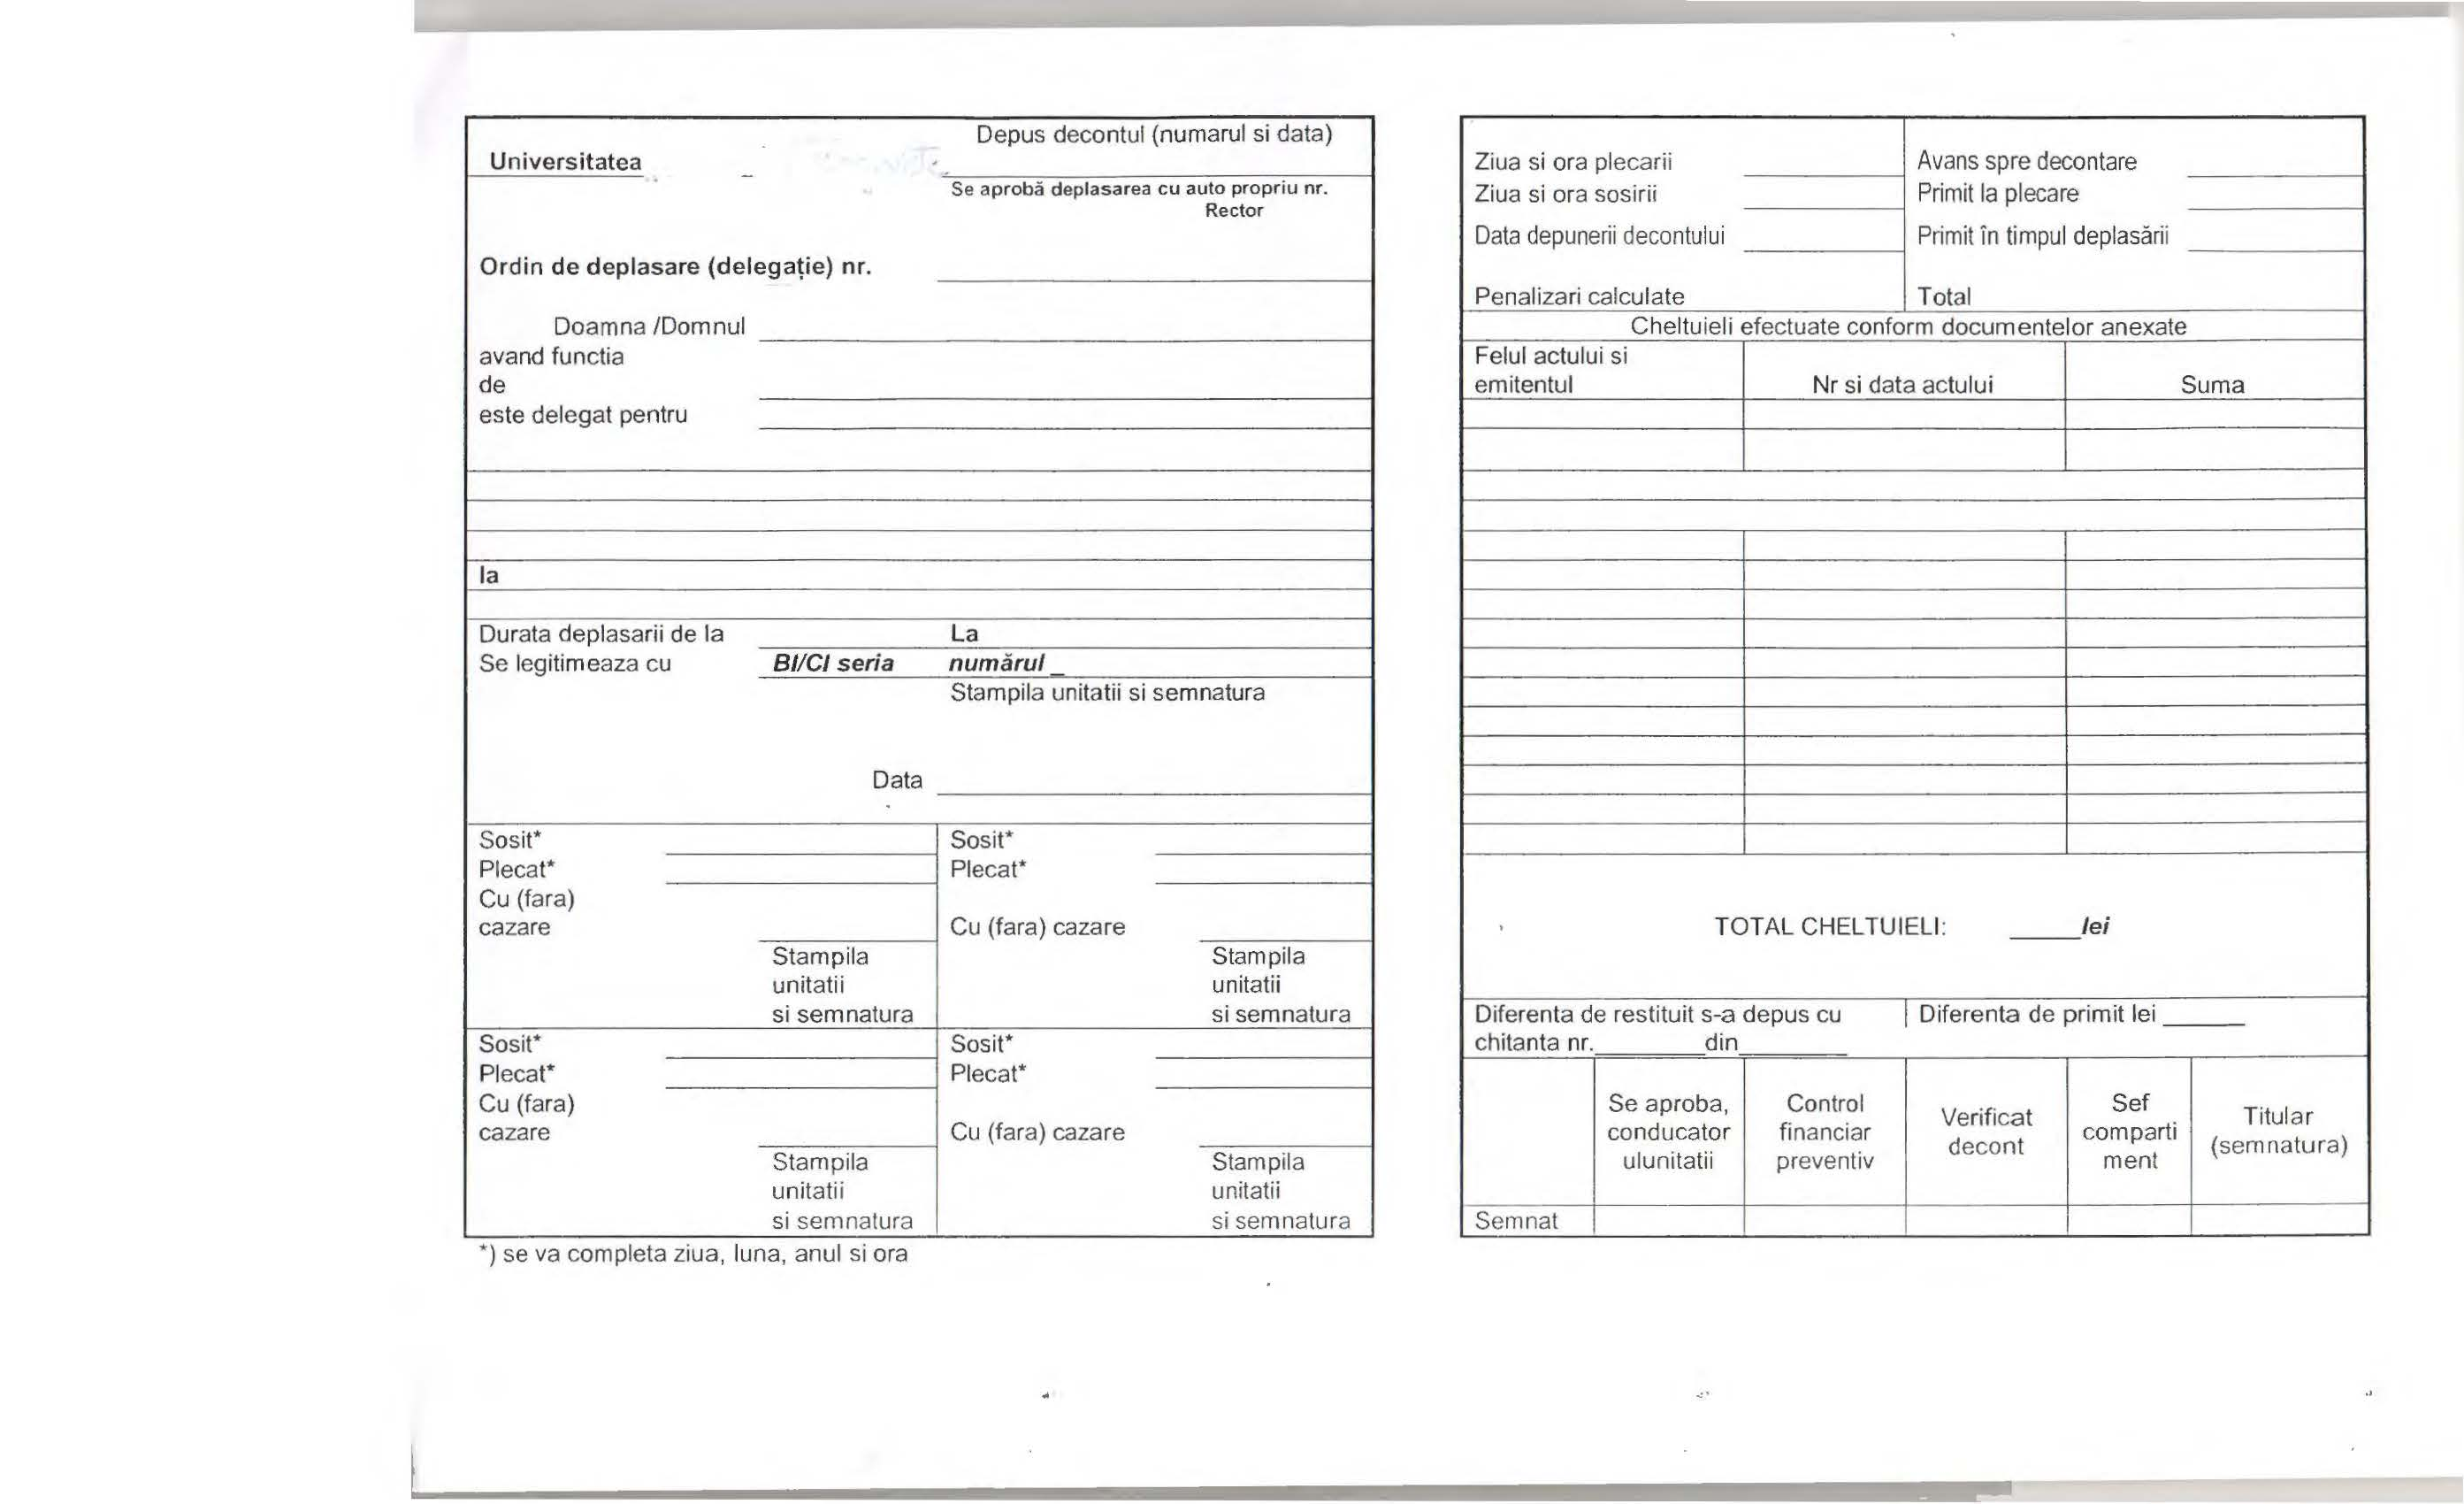 Depus decontul (numarul si data)
Universitatea
Se aprobă deplasarea cu auto propriu nr.
Rector
Ordin de deplasare (delegație) nr.
Doamna /Domnul
avand functia
de
este delegat pentru
la
Durata deplasarii de la La
Se legitimeaza cu BI/CI seria numărul _
Stampila unitatii si semnatura
Data
Sosit* Sosit*
Plecat* Plecat*
Cu (fara)
cazare Cu (fara) cazare
Stampila Stampila
unitatii unitatii
si semnatura si semnatura
Sosit* Sosit*
Plecat* Plecat*
Cu (fara)
cazare Cu (fara) cazare
Stampila Stampila
unitatii unitatii
si semnatura si semnatura
*) se va completa ziua, luna, anul si ora
Ziua si ora plecarii Avans spre decontare
Ziua si ora sosirii Primit la plecare
Data depunerii decontului Primit în timpul deplasării
Penalizari calculate Total
Cheltuieli efectuate conform documentelor anexate
Felul actului si
emitentul Nr si data actului Suma
TOTAL CHELTUIELI: _____lei
Diferenta de restituit s-a depus cu Diferenta de primit lei ______
chitanta nr.________din________
Se aproba, Control Verificat Sef Titular
conducator financiar decont comparti (semnatura)
ulunitatii preventiv ment
Semnat